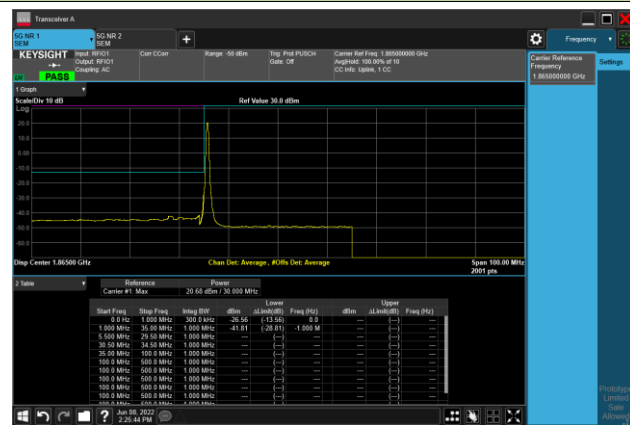 Transceiver A
5G NR 1
SEM
5G NR 2
SEM
+
Frequency
KEYSIGHT
Input: RFIO1
Output: RFIO1
Coupling: AC
Corr CCorr
Range: -50 dBm
Trig: Prot PUSCH
Gate: Off
Carrier Ref Freq: 1.865000000 GHz
Avg|Hold: 100.00% of 10
CC Info: Uplink, 1 CC
PASS
Carrier Reference
Frequency
1.865000000 GHz
Settings
1 Graph
Scale/Div 10 dB
Ref Value 30.0 dBm
Log
20.0
10.0
0.00
-10.0
-20.0
-30.0
-40.0
-50.0
-60.0
Disp Center 1.86500 GHz
Chan Det: Average , #Offs Det: Average
Span 100.00 MHz
2001 pts
2 Table
Reference Power
Carrier #1: Max 20.68 dBm / 30.000 MHz
Lower Upper
Start Freq Stop Freq Integ BW dBm ΔLimit(dB) Freq (Hz) dBm ΔLimit(dB) Freq (Hz)
0.0 Hz 1.000 MHz 300.0 kHz -26.56 (-13.56) 0.0 --- (---) ---
1.000 MHz 35.00 MHz 1.000 MHz -41.81 (-28.81) -1.000 M --- (---) ---
5.500 MHz 29.50 MHz 1.000 MHz --- (---) --- --- (---) ---
30.50 MHz 34.50 MHz 1.000 MHz --- (---) --- --- (---) ---
35.00 MHz 100.0 MHz 1.000 MHz --- (---) --- --- (---) ---
100.0 MHz 500.0 MHz 1.000 MHz --- (---) --- --- (---) ---
100.0 MHz 500.0 MHz 1.000 MHz --- (---) --- --- (---) ---
100.0 MHz 500.0 MHz 1.000 MHz --- (---) --- --- (---) ---
100.0 MHz 500.0 MHz 1.000 MHz --- (---) --- --- (---) ---
100.0 MHz 500.0 MHz 1.000 MHz --- (---) --- --- (---) ---
Prototype
Limited
Sale
Allowed
?
Jun 08, 2022
2:25:44 PM